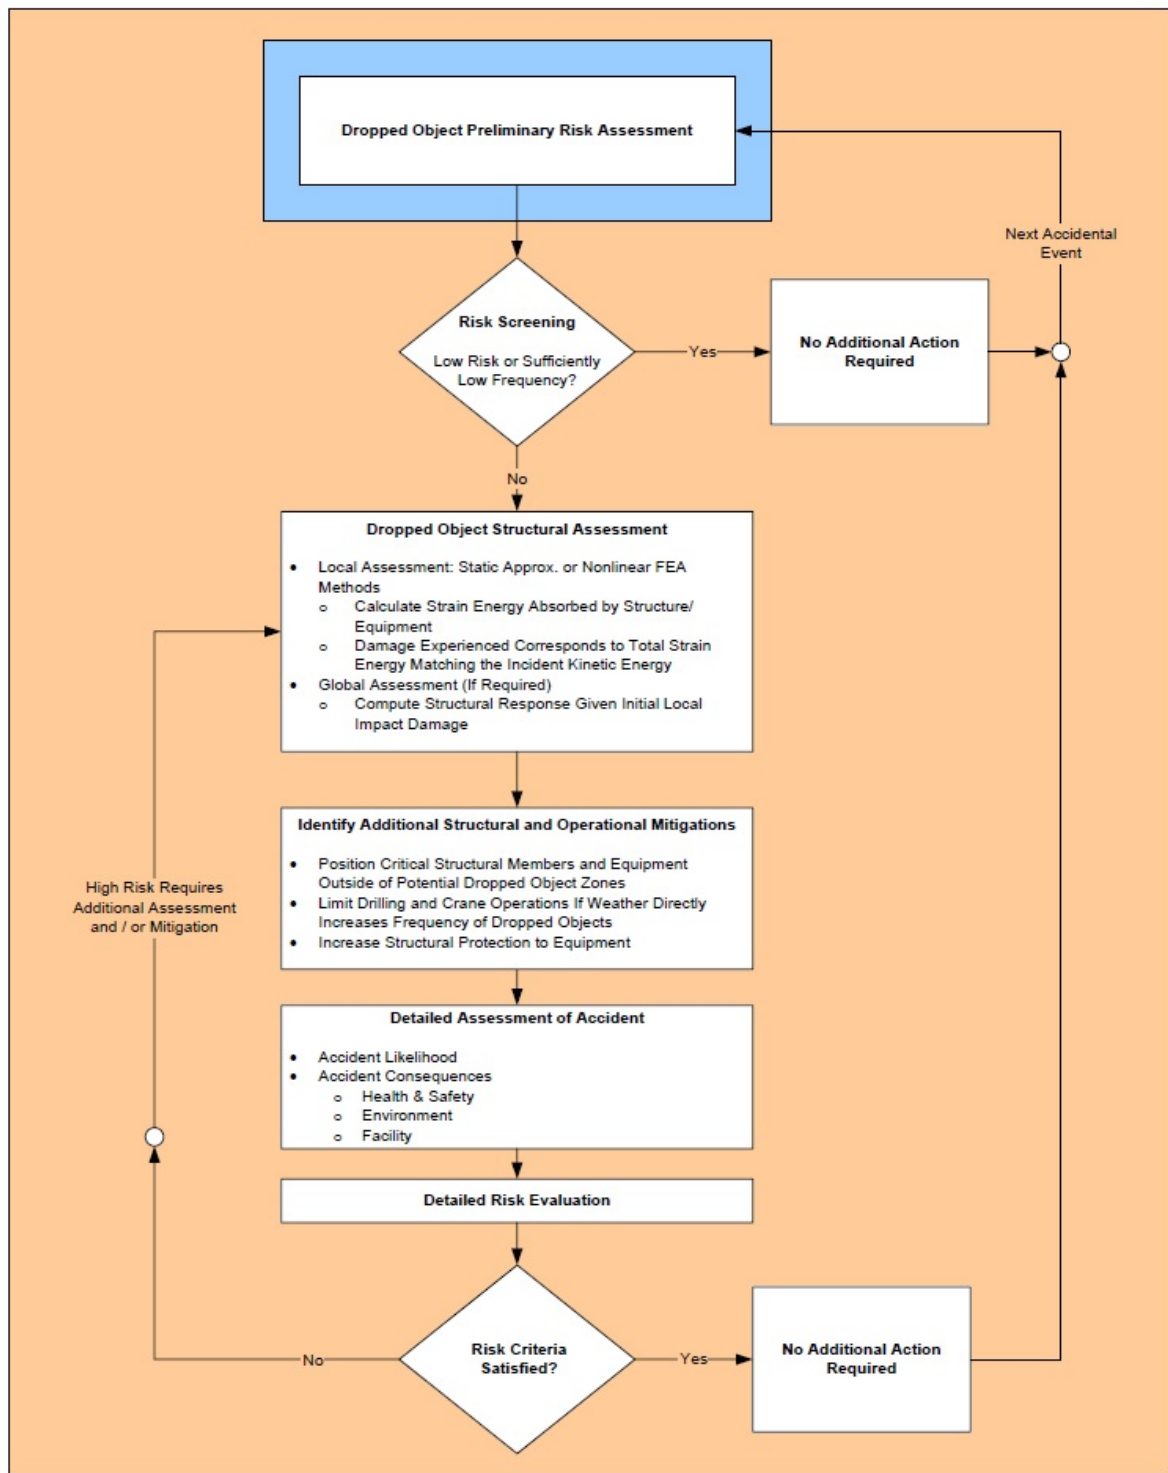 Dropped Object Preliminary Risk Assessment
Next Accidental
Event
Risk Screening
Low Risk or Sufficiently
Low Frequency?
Yes
No Additional Action
Required
No
Dropped Object Structural Assessment
• Local Assessment: Static Approx. or Nonlinear FEA
Methods
o Calculate Strain Energy Absorbed by Structure/
Equipment
o Damage Experienced Corresponds to Total Strain
Energy Matching the Incident Kinetic Energy
• Global Assessment (If Required)
o Compute Structural Response Given Initial Local
Impact Damage
Identify Additional Structural and Operational Mitigations
• Position Critical Structural Members and Equipment
Outside of Potential Dropped Object Zones
• Limit Drilling and Crane Operations If Weather Directly
Increases Frequency of Dropped Objects
• Increase Structural Protection to Equipment
High Risk Requires
Additional Assessment
and / or Mitigation
Detailed Assessment of Accident
• Accident Likelihood
• Accident Consequences
o Health & Safety
o Environment
o Facility
Detailed Risk Evaluation
Risk Criteria
Satisfied?
No
Yes
No Additional Action
Required